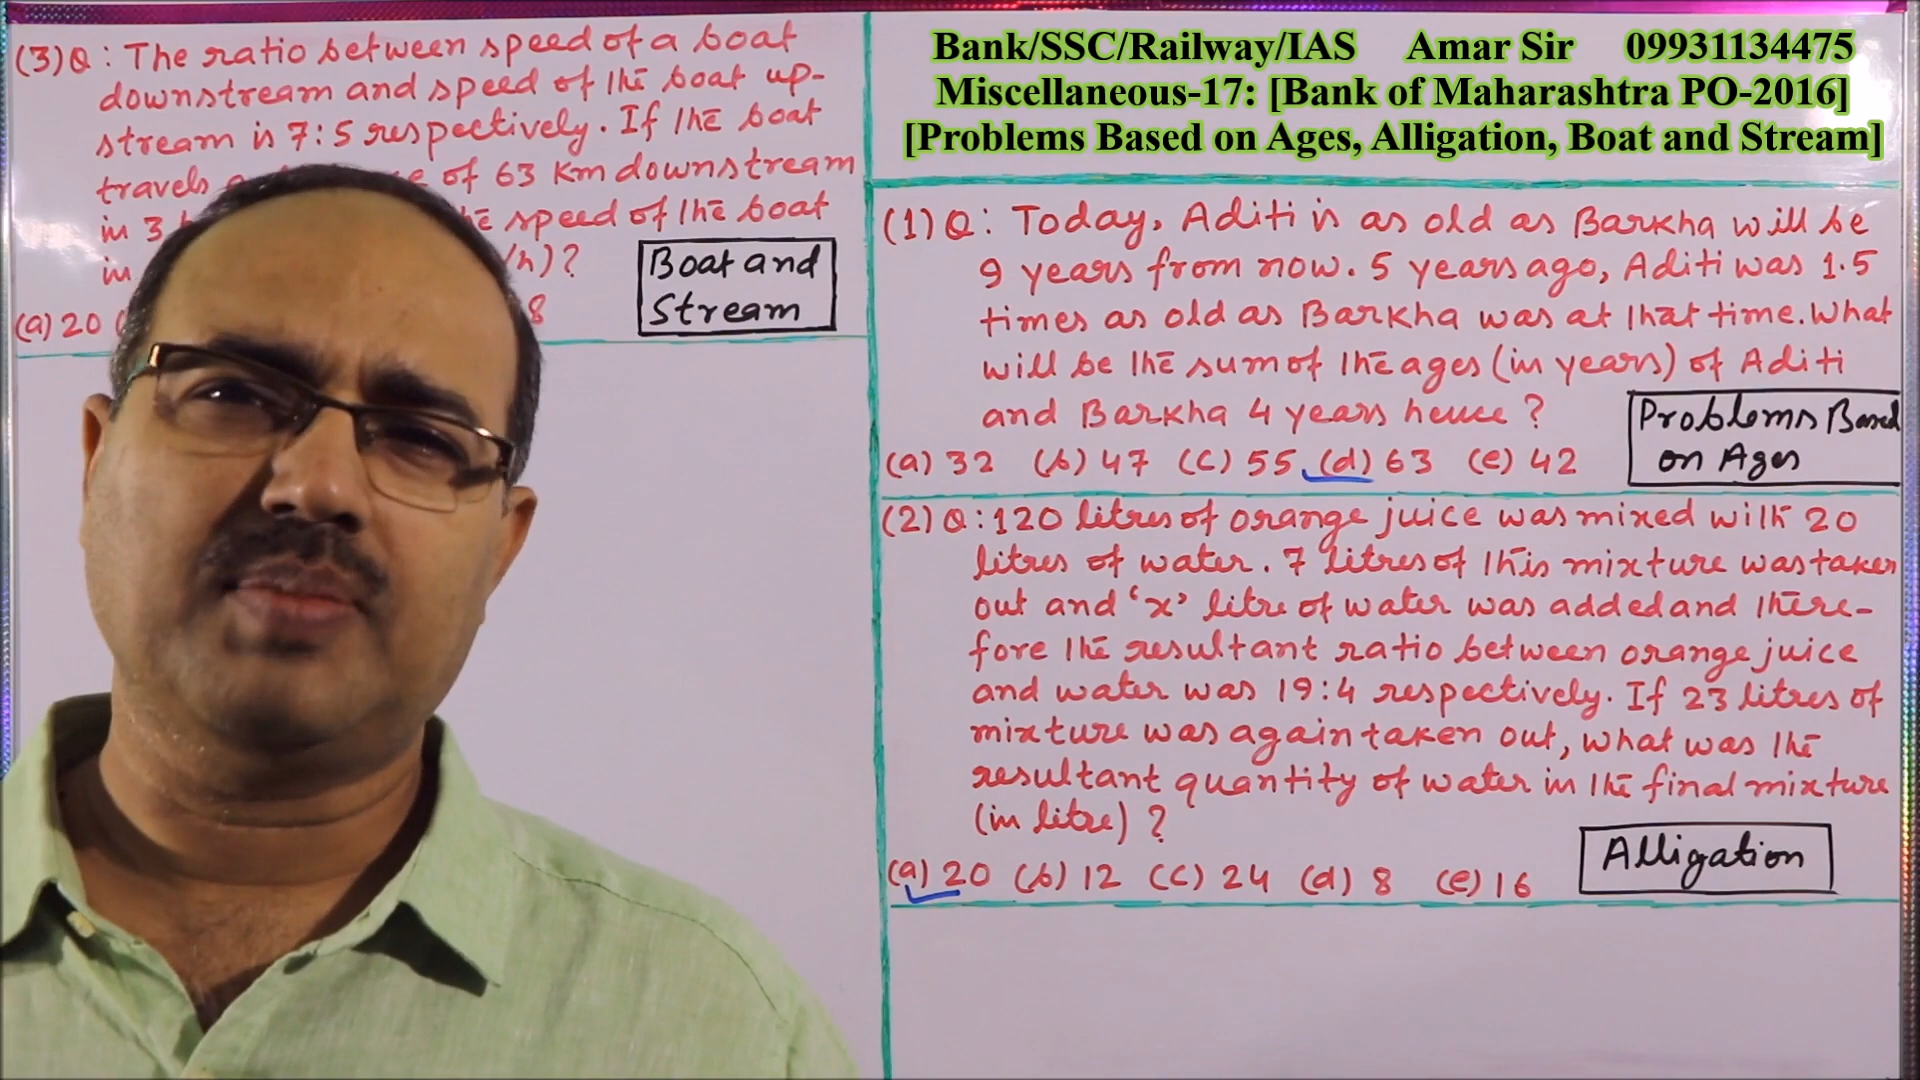 Bank/SSC/Railway/IAS Amar Sir 09931134475
Miscellaneous-17: [Bank of Maharashtra PO-2016]
[Problems Based on Ages, Alligation, Boat and Stream]
(3) Q: The ratio between speed of a boat
downstream and speed of the boat up-
stream is 7:5 respectively. If the boat
travels of 63 Km downstream
in 3 speed of the boat
in /h)?
(a) 20 8
Boat and
Stream
(1) Q: Today, Aditi is as old as Barkha will be
9 years from now. 5 years ago, Aditi was 1.5
times as old as Barkha was at that time. What
will be the sum of the ages (in years) of Aditi
and Barkha 4 years hence?
(a) 32 (b) 47 (c) 55 (d) 63 (e) 42
Problems Based
on Ages
(2) Q: 120 litres of orange juice was mixed with 20
litres of water. 7 litres of this mixture was taken
out and 'x' litre of water was added and there-
fore the resultant ratio between orange juice
and water was 19:4 respectively. If 23 litres of
mixture was again taken out, what was the
resultant quantity of water in the final mixture
(in litre)?
(a) 20 (b) 12 (c) 24 (d) 8 (e) 16
Alligation